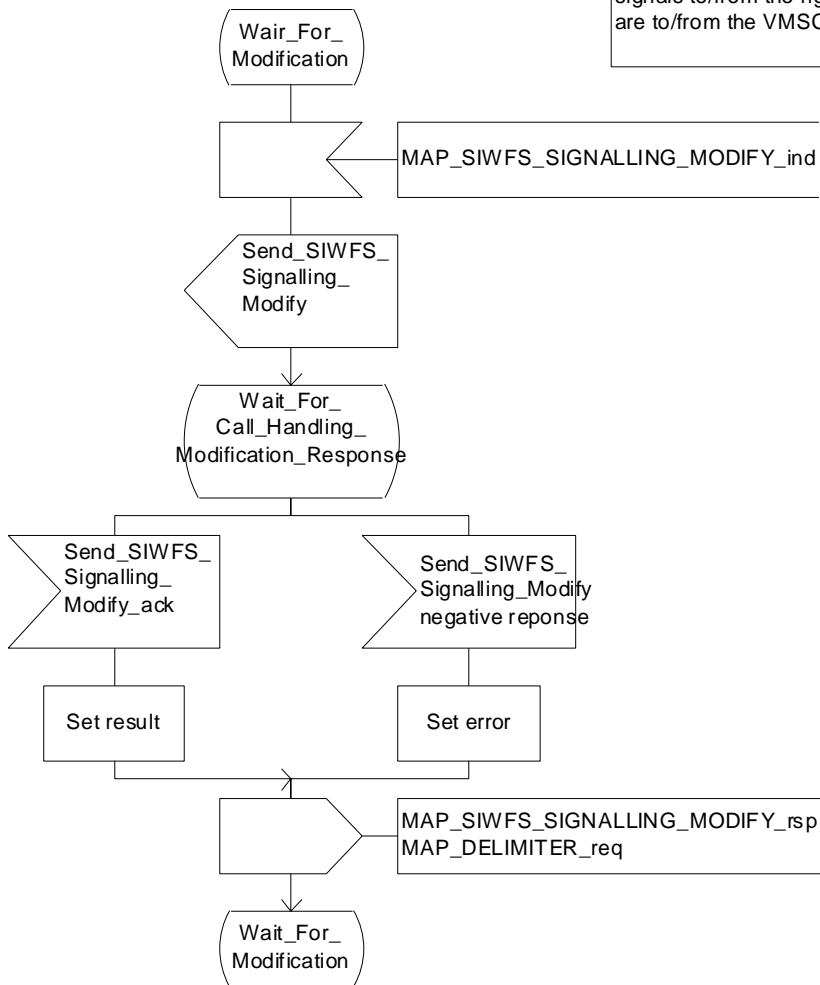 signals to/from the
are to/from the VMSC
Wair_For_
Modification
MAP_SIWFS_SIGNALLING_MODIFY_ind
Send_SIWFS_
Signalling_
Modify
Wait_For_
Call_Handling_
Modification_Response
Send_SIWFS_
Signalling_
Modify_ack
Send_SIWFS_
Signalling_Modify
negative reponse
Set result
Set error
MAP_SIWFS_SIGNALLING_MODIFY_rsp
MAP_DELIMITER_req
Wait_For_
Modification